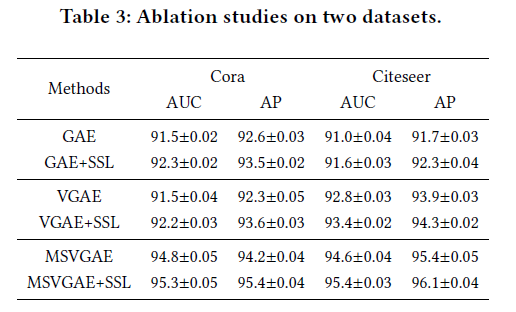 Table 3: Ablation studies on two datasets.
Methods Cora Citeseer
AUC AP AUC AP
GAE 91.5±0.02 92.6±0.03 91.0±0.04 91.7±0.03
GAE+SSL 92.3±0.02 93.5±0.02 91.6±0.03 92.3±0.04
VGAE 91.5±0.04 92.3±0.05 92.8±0.03 93.9±0.03
VGAE+SSL 92.2±0.03 93.6±0.03 93.4±0.02 94.3±0.02
MSVGAE 94.8±0.05 94.2±0.04 94.6±0.04 95.4±0.05
MSVGAE+SSL 95.3±0.05 95.4±0.04 95.4±0.03 96.1±0.04